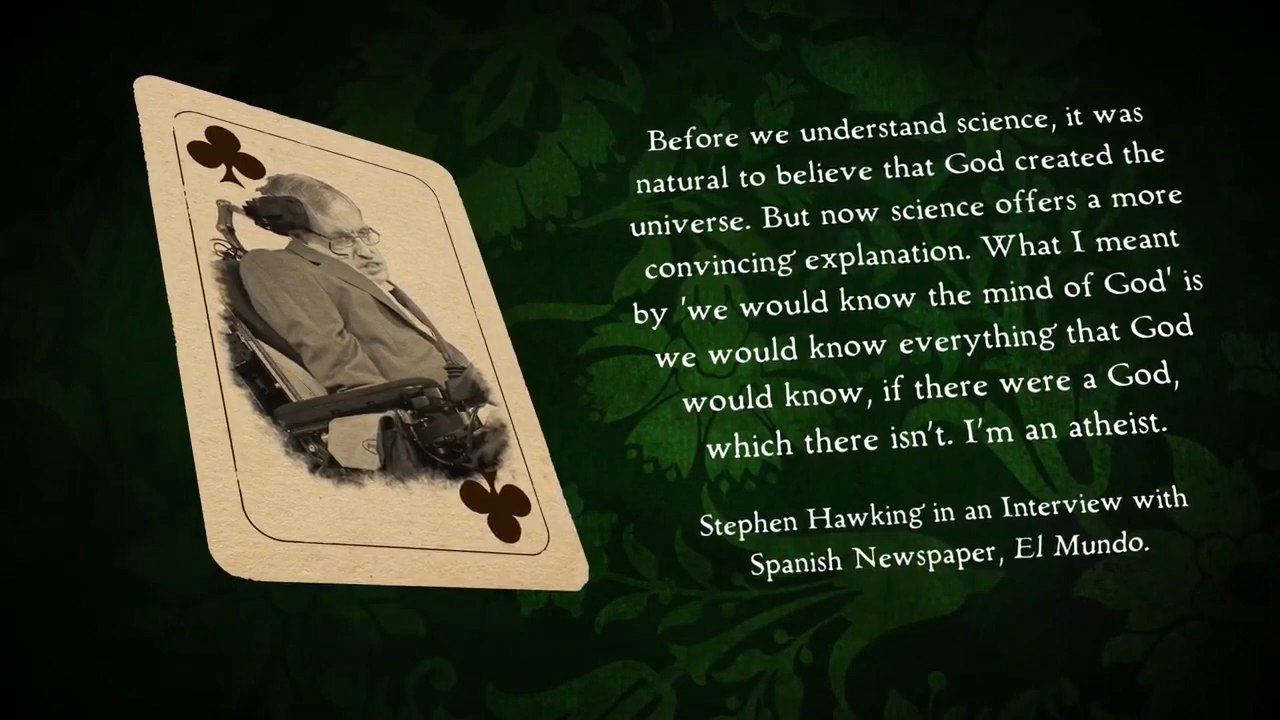 Before we understand science, it was
natural to believe that God created the
universe. But now science offers a more
convincing explanation. What I meant
by 'we would know the mind of God' is
we would know everything that God
would know, if there were a God,
which there isn't. I'm an atheist.
Stephen Hawking in an Interview with
Spanish Newspaper, El Mundo.